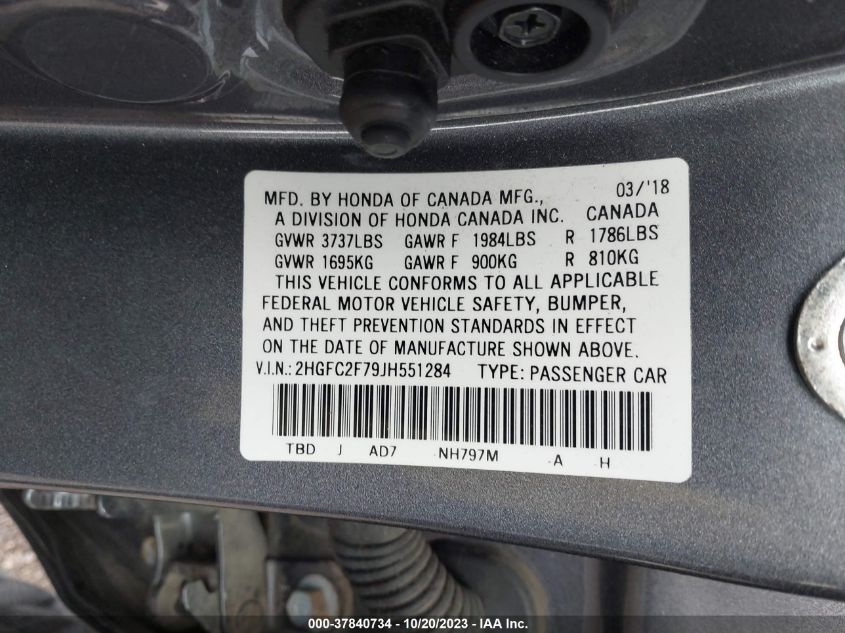 MFD. BY HONDA OF CANADA MFG., 03/'18
A DIVISION OF HONDA CANADA INC. CANADA
GVWR 3737LBS GAWR F 1984LBS R 1786LBS
GVWR 1695KG GAWR F 900KG R 810KG
THIS VEHICLE CONFORMS TO ALL APPLICABLE
FEDERAL MOTOR VEHICLE SAFETY, BUMPER,
AND THEFT PREVENTION STANDARDS IN EFFECT
ON THE DATE OF MANUFACTURE SHOWN ABOVE.
V.I.N.: 2HGFC2F79JH551284 TYPE: PASSENGER CAR
TBD J AD7 NH797M A H
000-37840734 - 10/20/2023 - IAA Inc.